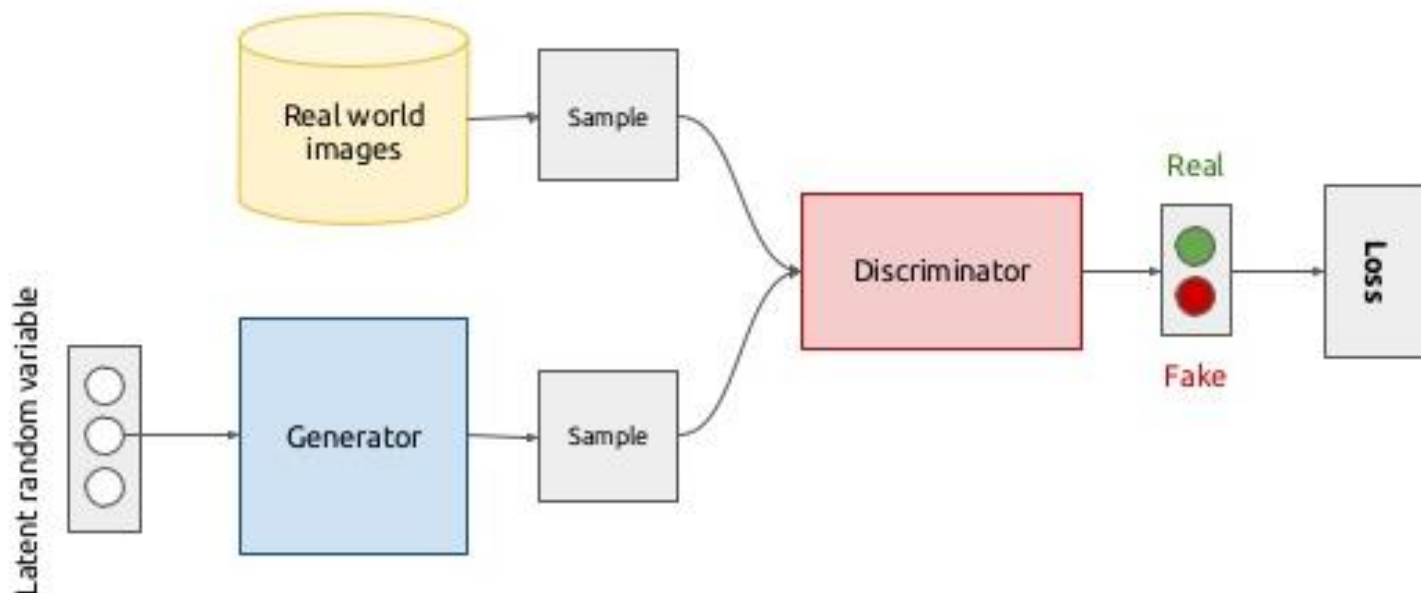 Real world
images
Sample
Real
Discriminator
Loss
Fake
Latent random variable
Generator
Sample